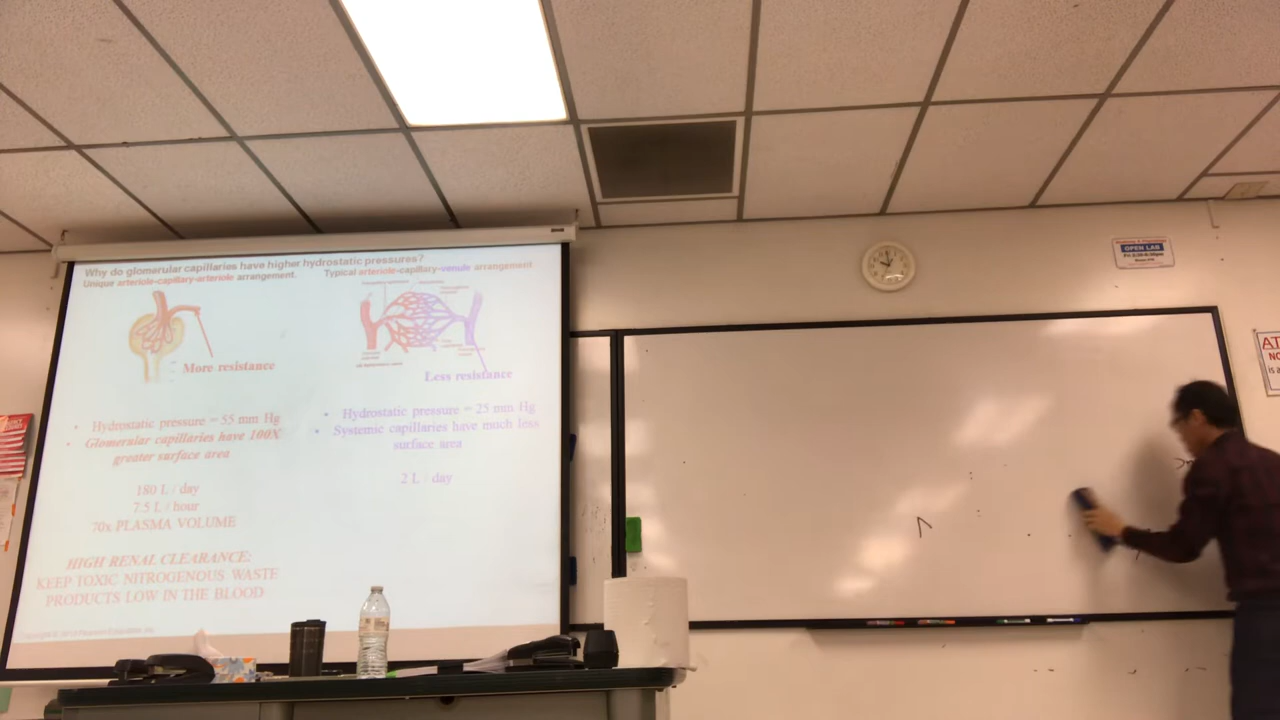 Why do glomerular capillaries have higher hydrostatic pressures?
Unique arteriole-capillary-arteriole arrangement.
Typical arteriole-capillary-venule arrangement
More resistance
Less resistance
• Hydrostatic pressure = 55 mm Hg
• Glomerular capillaries have 100X
greater surface area
180 L / day
7.5 L / hour
70x PLASMA VOLUME
HIGH RENAL CLEARANCE:
KEEP TOXIC NITROGENOUS WASTE
PRODUCTS LOW IN THE BLOOD
• Hydrostatic pressure = 25 mm Hg
• Systemic capillaries have much less
surface area
2 L / day
OPEN LAB